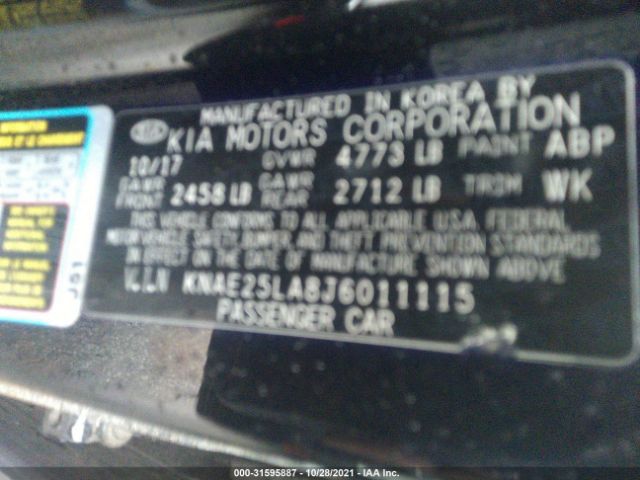 MANUFACTURED IN KOREA BY
KIA KIA MOTORS CORPORATION
10/17 GVWR 4773 LB PAINT ABP
GAWR FRONT 2458 LB GAWR REAR 2712 LB TRIM WK
THIS VEHICLE CONFORMS TO ALL APPLICABLE U.S.A. FEDERAL
MOTOR VEHICLE SAFETY, BUMPER, AND THEFT PREVENTION STANDARDS
IN EFFECT ON THE DATE OF MANUFACTURE SHOWN ABOVE
V.I.N KNAE25LA8J6011115
PASSENGER CAR
J51
000-31595887 - 10/28/2021 - IAA Inc.